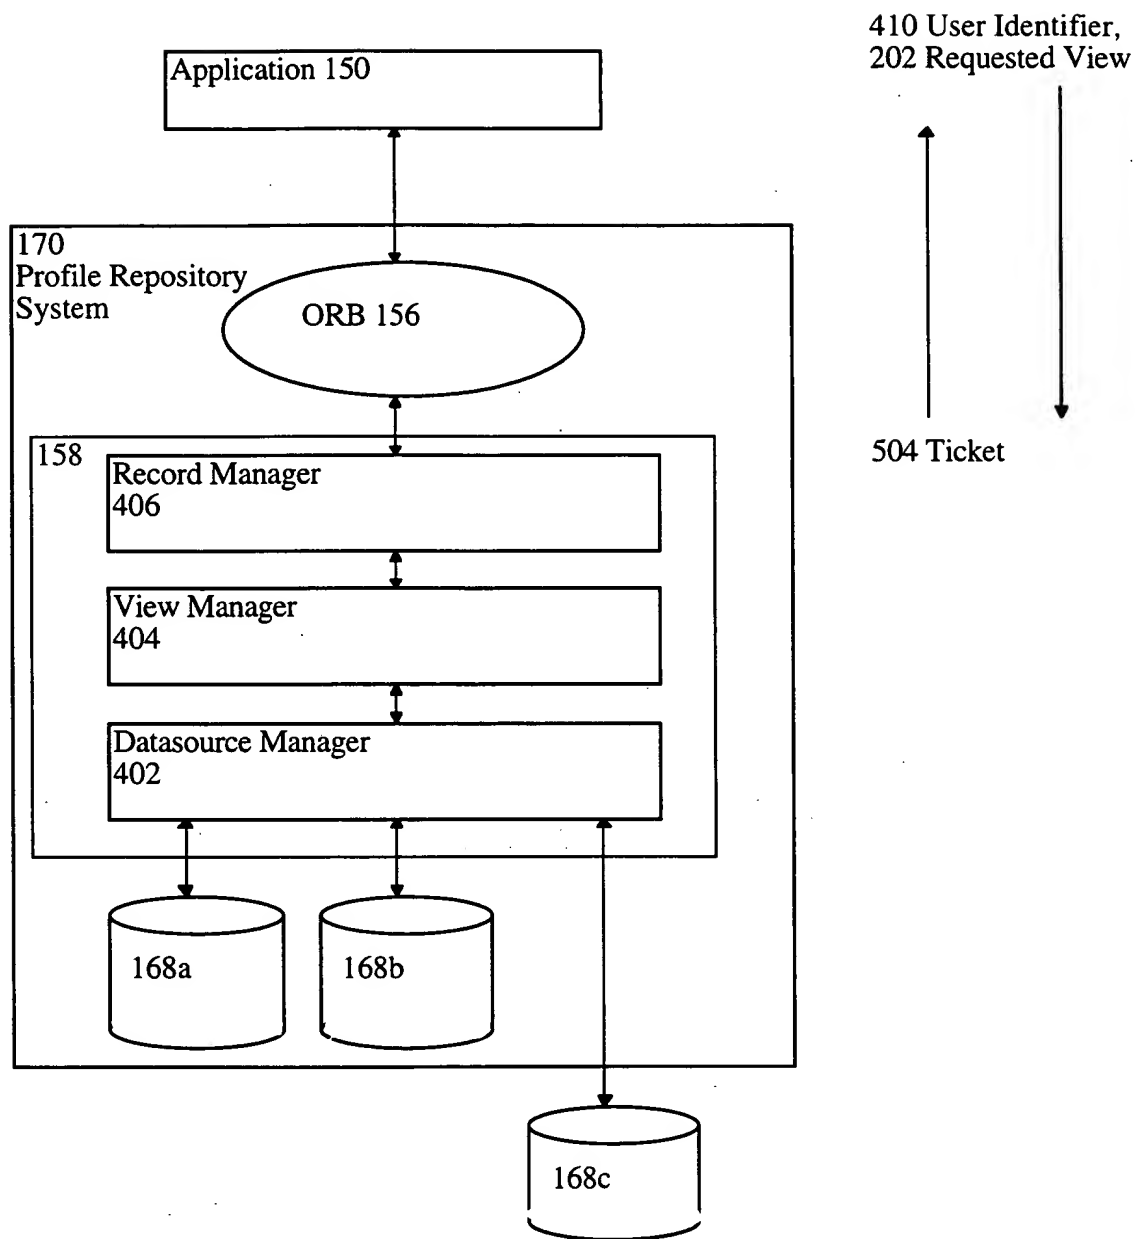 410 User Identifier,
202 Requested View
Application 150
170
Profile Repository
System
ORB 156
504 Ticket
158
Record Manager
406
View Manager
404
Datasource Manager
402
168a
168b
168c